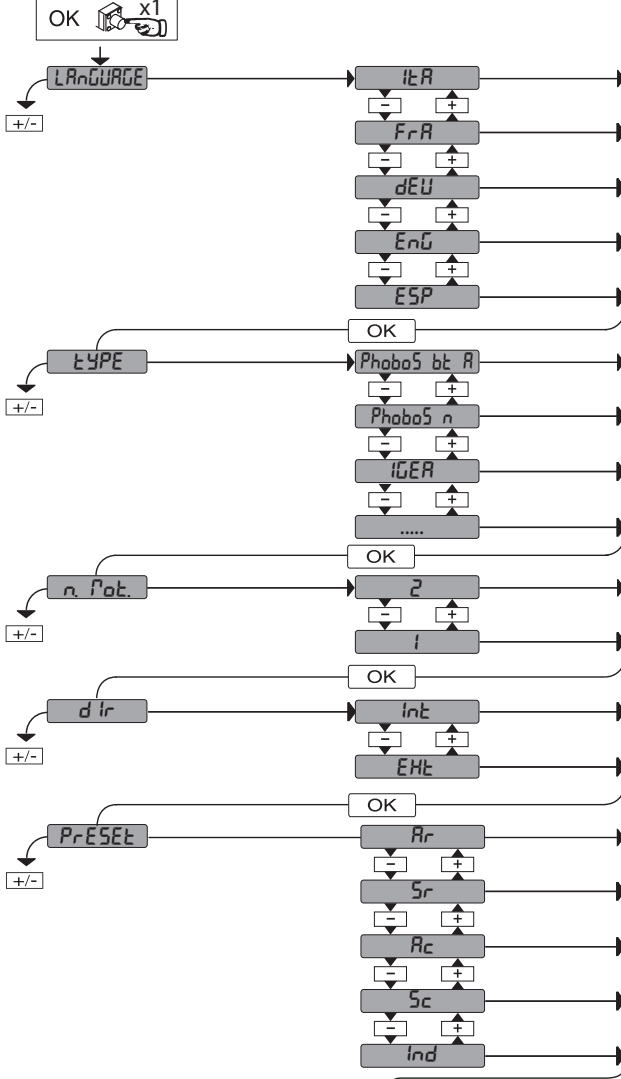 OK x1
LAnGUAGE
ItA
+/-
- +
FrA
- +
dEU
- +
EnG
- +
ESP
OK
tYPE
PhoboS bt A
+/-
- +
PhoboS n
- +
IGEA
- +
.....
OK
n. Mot.
2
+/-
- +
1
OK
dIr
Int
+/-
- +
EHt
OK
PrESEt
Ar
+/-
- +
Sr
- +
Ac
- +
Sc
- +
Ind